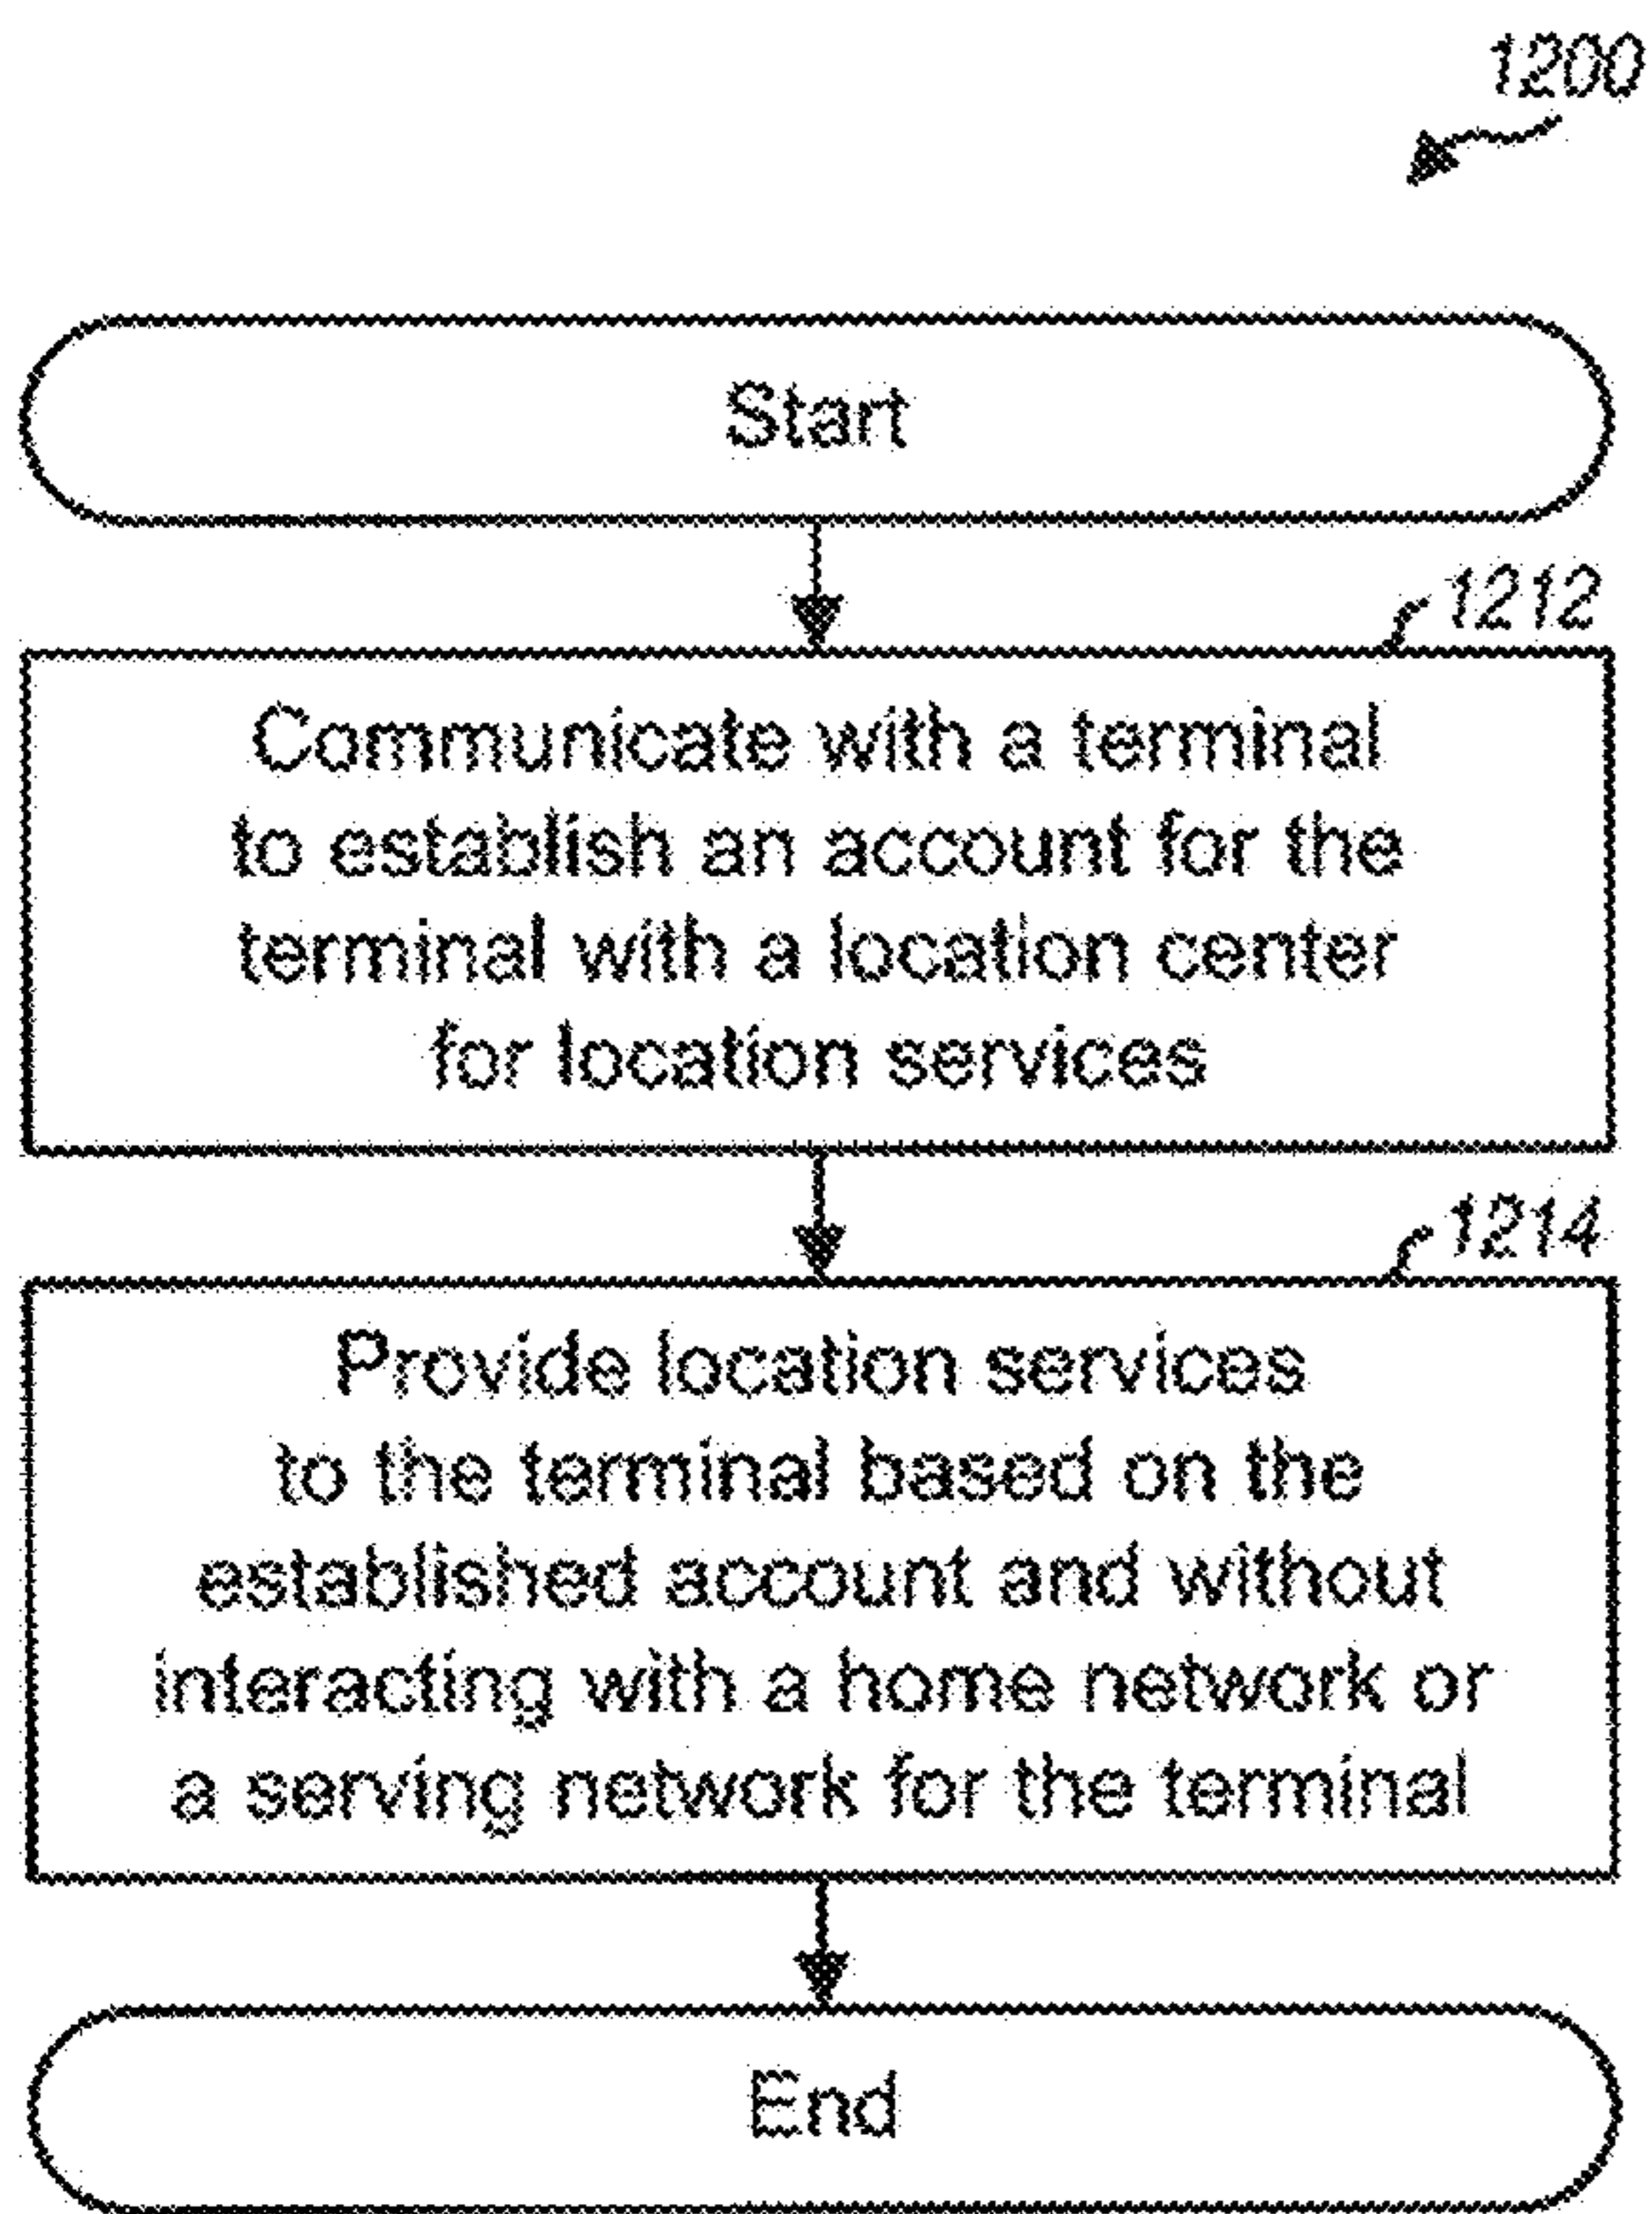 1200
Start
1212
Communicate with a terminal
to establish an account for the
terminal with a location center
for location services
1214
Provide location services
to the terminal based on the
established account and without
interacting with a home network or
a serving network for the terminal
End